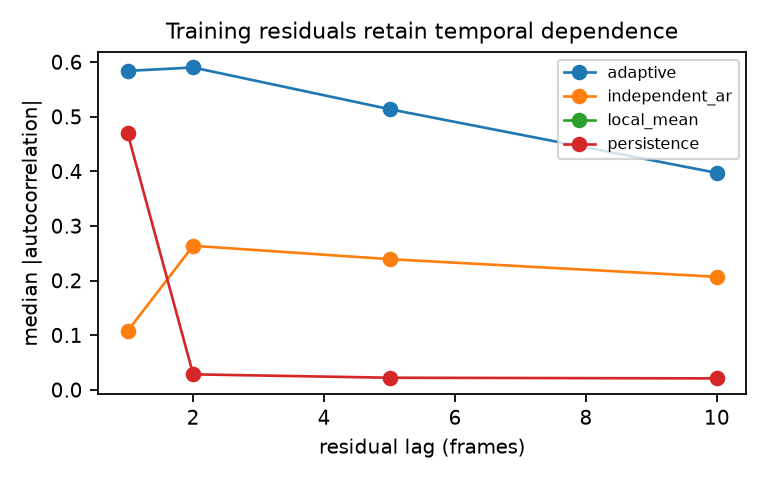 Training residuals retain temporal dependence
adaptive
independent_ar
local_mean
persistence
median |autocorrelation|
0.6
0.5
0.4
0.3
0.2
0.1
0.0
2 4 6 8 10
residual lag (frames)